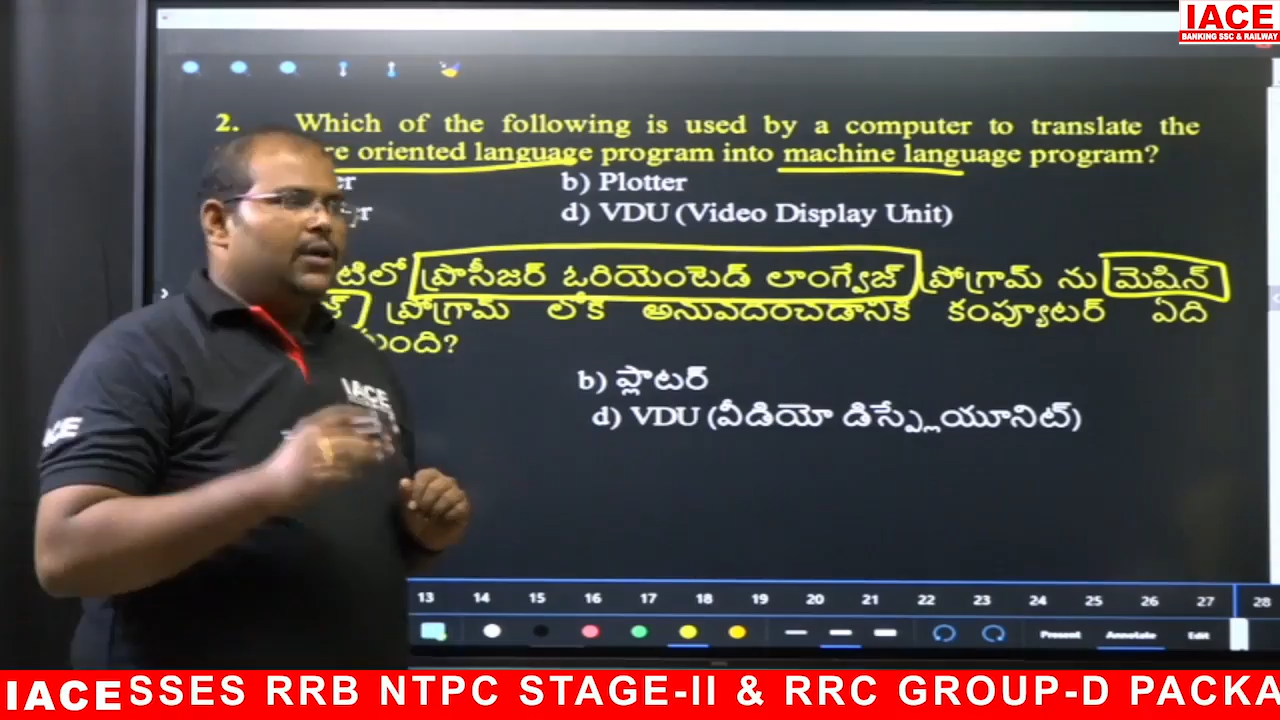 IACE
BANKING SSC & RAILWAY
2. Which of the following is used by a computer to translate the
re oriented language program into machine language program?
er b) Plotter
er d) VDU (Video Display Unit)
టిలో ప్రొసీజర్ ఓరియెంటెడ్ లాంగ్వేజ్ ప్రోగ్రామ్ ను మెషిన్
జ్ ప్రోగ్రామ్ లోకి అనువదించడానికి కంప్యూటర్ ఏది
ుంది?
b) ప్లాటర్
d) VDU (వీడియో డిస్ప్లేయూనిట్)
IACE
IACE
13 14 15 16 17 18 19 20 21 22 23 24 25 26 27 28
Present Annotate Edit
IACE SSES RRB NTPC STAGE-II & RRC GROUP-D PACKA